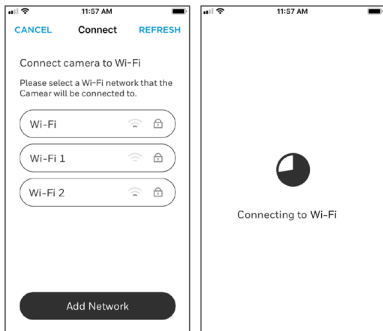 11:57 AM
CANCEL Connect REFRESH
Connect camera to Wi-Fi
Please select a Wi-Fi network that the
Camear will be connected to.
Wi-Fi
Wi-Fi 1
Wi-Fi 2
Add Network
11:57 AM
Connecting to Wi-Fi